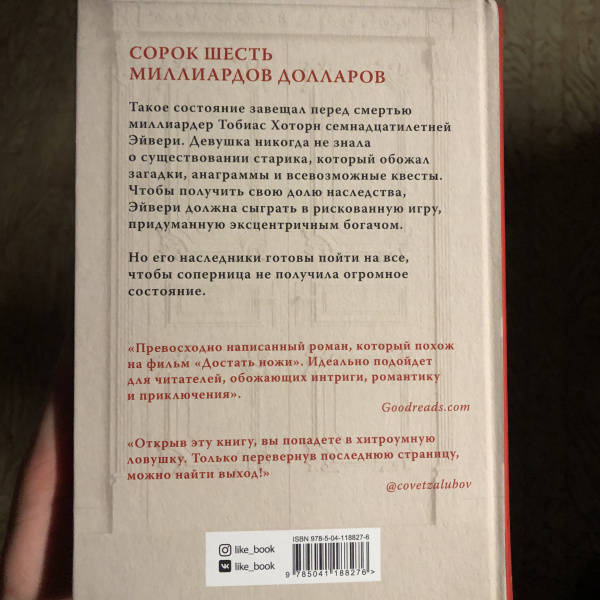 СОРОК ШЕСТЬ
МИЛЛИАРДОВ ДОЛЛАРОВ
Такое состояние завещал перед смертью
миллиардер Тобиас Хоторн семнадцатилетней
Эйвери. Девушка никогда не знала
о существовании старика, который обожал
загадки, анаграммы и всевозможные квесты.
Чтобы получить свою долю наследства,
Эйвери должна сыграть в рискованную игру,
придуманную эксцентричным богачом.
Но его наследники готовы пойти на все,
чтобы соперница не получила огромное
состояние.
«Превосходно написанный роман, который похож
на фильм «Достать ножи». Идеально подойдет
для читателей, обожающих интриги, романтику
и приключения».
Goodreads.com
«Открыв эту книгу, вы попадете в хитроумную
ловушку. Только перевернув последнюю страницу,
можно найти выход!»
@covetzalubov
ISBN 978-5-04-118827-6
like_book
like_book
9 785041 188276 >